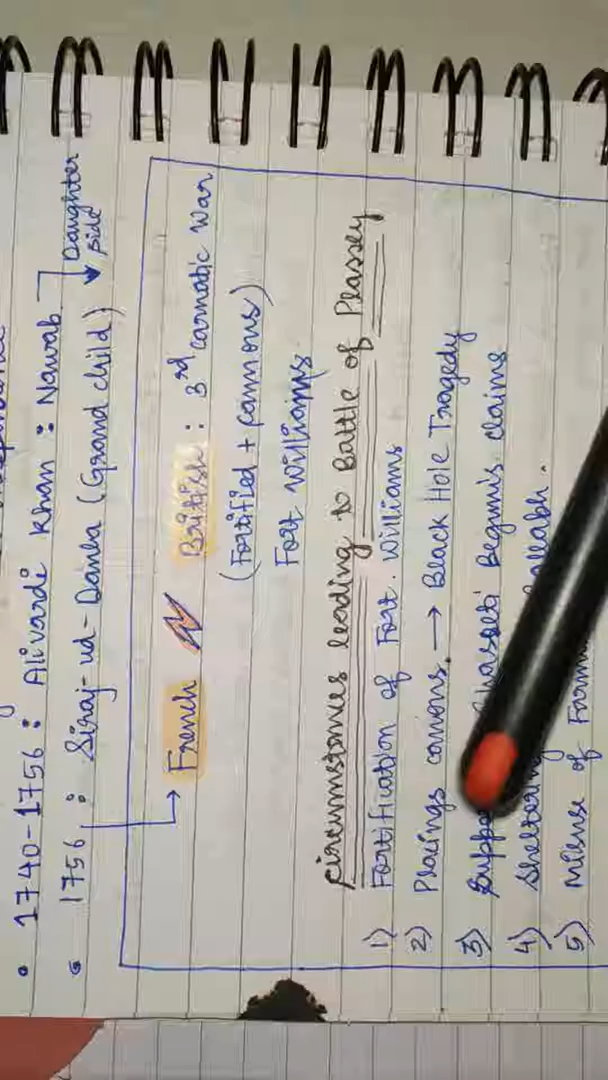 • 1740-1756 : Alivardi Khan : Nawab
Daughter side
• 1756 : Siraj-ud-Daula (Grand child)
French British : 3rd carnatic war
(Fortified + cannons)
Fort Williams
circumstances leading to Battle of Plassey
1) Fortification of Fort. Williams
2) Placings canons. → Black Hole Tragedy
3) Ghasseti Begum's claims
4) Sheltering
5) Misuse of